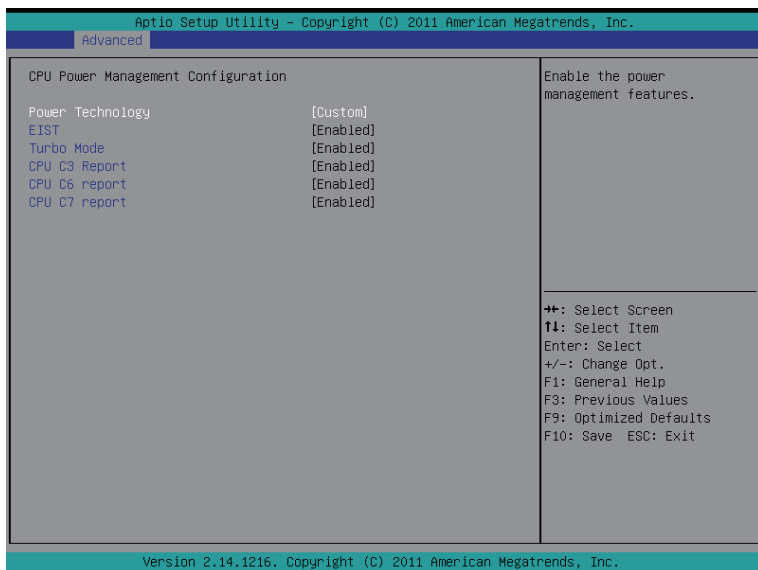 Aptio Setup Utility – Copyright (C) 2011 American Megatrends, Inc.
Advanced
CPU Power Management Configuration
Power Technology [Custom]
EIST [Enabled]
Turbo Mode [Enabled]
CPU C3 Report [Enabled]
CPU C6 report [Enabled]
CPU C7 report [Enabled]
Enable the power
management features.
→←: Select Screen
↑↓: Select Item
Enter: Select
+/-: Change Opt.
F1: General Help
F3: Previous Values
F9: Optimized Defaults
F10: Save ESC: Exit
Version 2.14.1216. Copyright (C) 2011 American Megatrends, Inc.